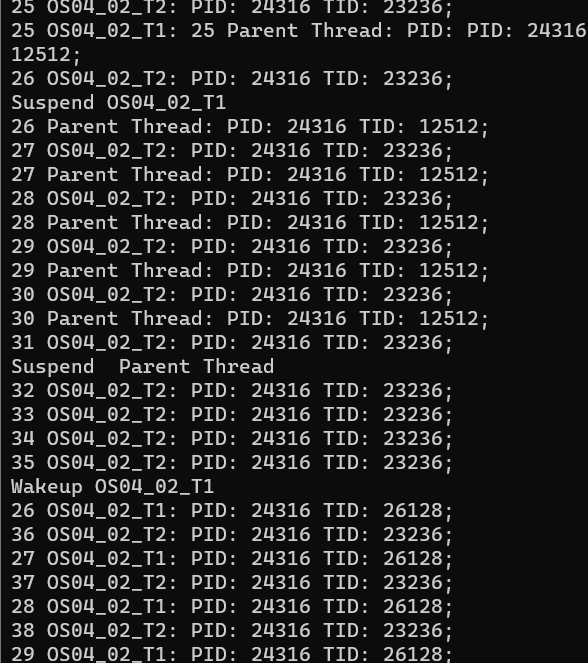 25 OS04_02_T2: PID: 24316 TID: 23236;
25 OS04_02_T1: 25 Parent Thread: PID: PID: 24316
12512;
26 OS04_02_T2: PID: 24316 TID: 23236;
Suspend OS04_02_T1
26 Parent Thread: PID: 24316 TID: 12512;
27 OS04_02_T2: PID: 24316 TID: 23236;
27 Parent Thread: PID: 24316 TID: 12512;
28 OS04_02_T2: PID: 24316 TID: 23236;
28 Parent Thread: PID: 24316 TID: 12512;
29 OS04_02_T2: PID: 24316 TID: 23236;
29 Parent Thread: PID: 24316 TID: 12512;
30 OS04_02_T2: PID: 24316 TID: 23236;
30 Parent Thread: PID: 24316 TID: 12512;
31 OS04_02_T2: PID: 24316 TID: 23236;
Suspend  Parent Thread
32 OS04_02_T2: PID: 24316 TID: 23236;
33 OS04_02_T2: PID: 24316 TID: 23236;
34 OS04_02_T2: PID: 24316 TID: 23236;
35 OS04_02_T2: PID: 24316 TID: 23236;
Wakeup OS04_02_T1
26 OS04_02_T1: PID: 24316 TID: 26128;
36 OS04_02_T2: PID: 24316 TID: 23236;
27 OS04_02_T1: PID: 24316 TID: 26128;
37 OS04_02_T2: PID: 24316 TID: 23236;
28 OS04_02_T1: PID: 24316 TID: 26128;
38 OS04_02_T2: PID: 24316 TID: 23236;
29 OS04_02_T1: PID: 24316 TID: 26128;